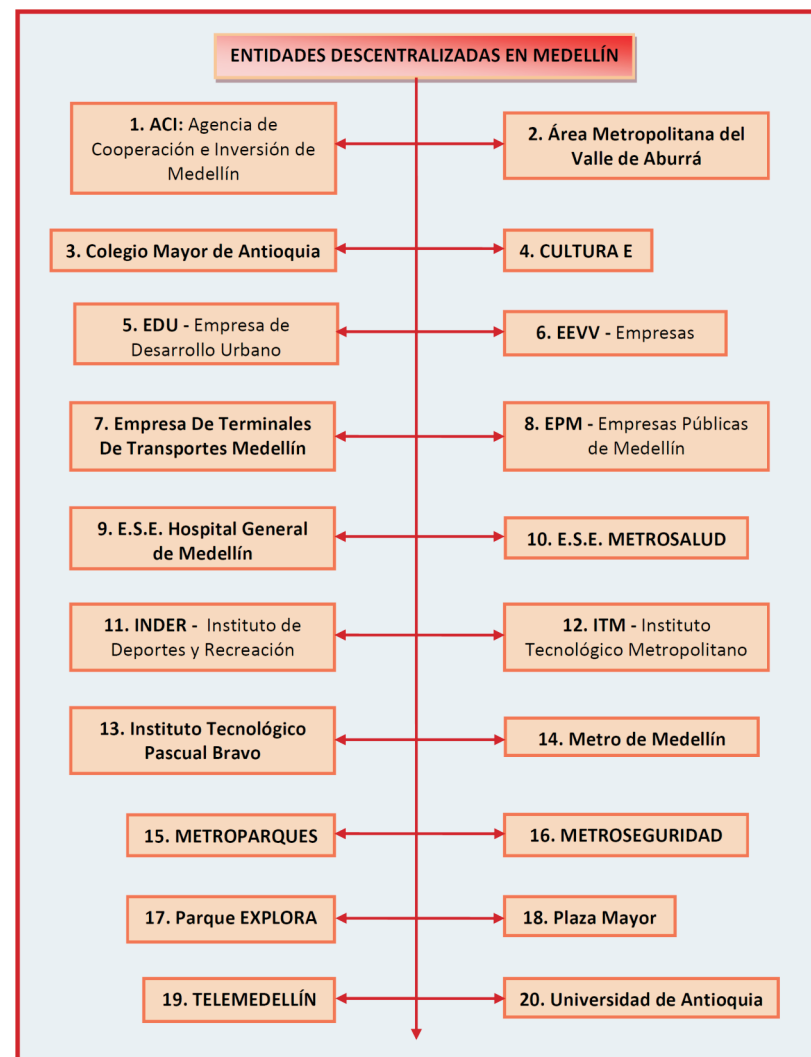 ENTIDADES DESCENTRALIZADAS EN MEDELLÍN
1. ACI: Agencia de
Cooperación e Inversión de
Medellín
2. Área Metropolitana del
Valle de Aburrá
3. Colegio Mayor de Antioquia
4. CULTURA E
5. EDU - Empresa de
Desarrollo Urbano
6. EEVV - Empresas
7. Empresa De Terminales
De Transportes Medellín
8. EPM - Empresas Públicas
de Medellín
9. E.S.E. Hospital General
de Medellín
10. E.S.E. METROSALUD
11. INDER - Instituto de
Deportes y Recreación
12. ITM - Instituto
Tecnológico Metropolitano
13. Instituto Tecnológico
Pascual Bravo
14. Metro de Medellín
15. METROPARQUES
16. METROSEGURIDAD
17. Parque EXPLORA
18. Plaza Mayor
19. TELEMEDELLÍN
20. Universidad de Antioquia